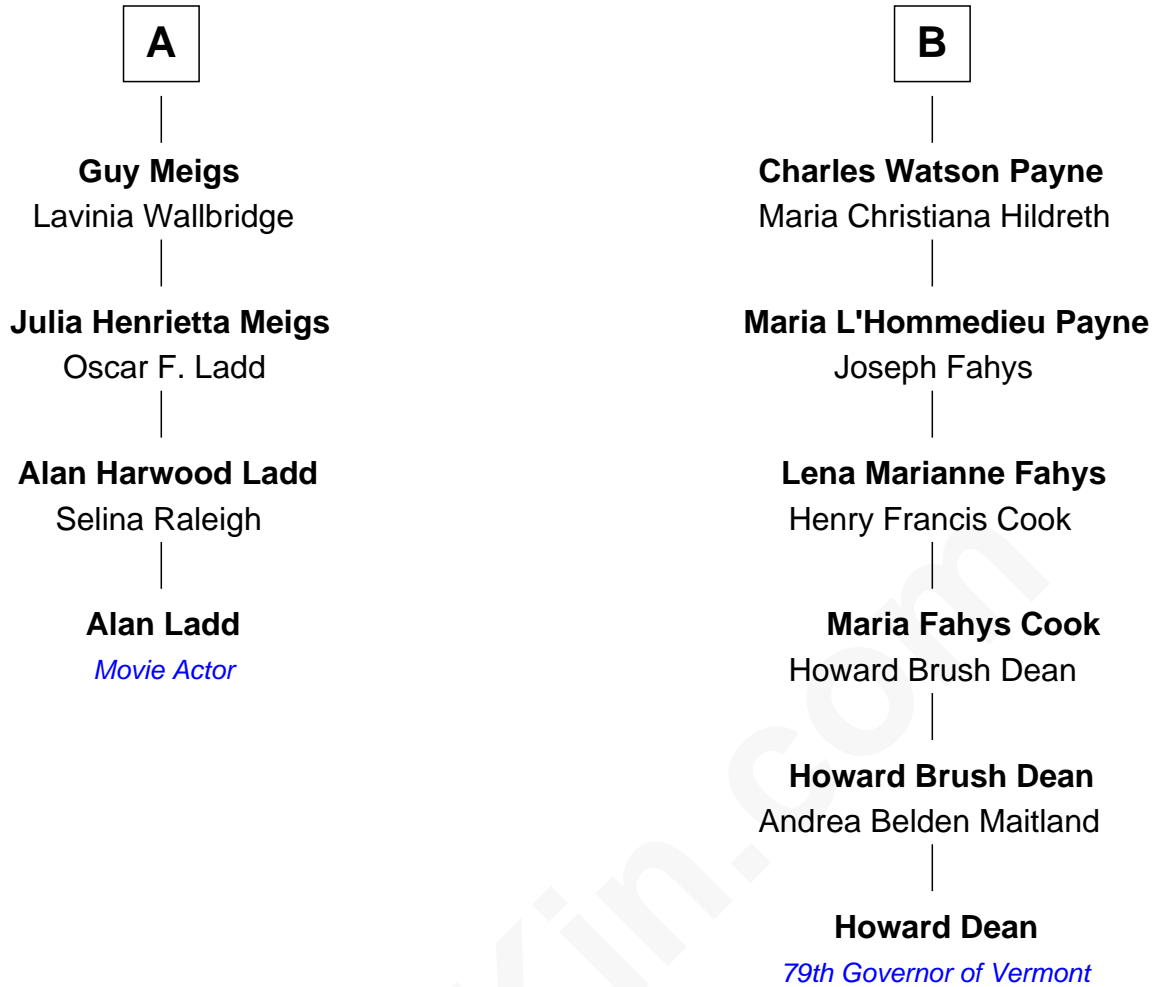 A
Guy Meigs
Lavinia Wallbridge
Julia Henrietta Meigs
Oscar F. Ladd
Alan Harwood Ladd
Selina Raleigh
Alan Ladd
Movie Actor
B
Charles Watson Payne
Maria Christiana Hildreth
Maria L'Hommedieu Payne
Joseph Fahys
Lena Marianne Fahys
Henry Francis Cook
Maria Fahys Cook
Howard Brush Dean
Howard Brush Dean
Andrea Belden Maitland
Howard Dean
79th Governor of Vermont
Kin.com